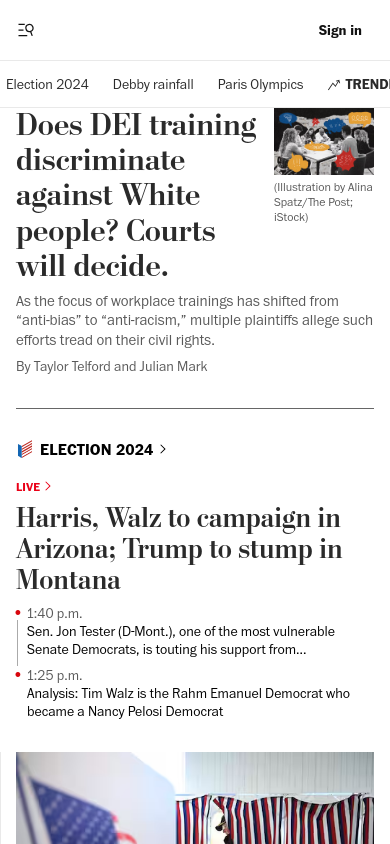 Sign in
Election 2024
Debby rainfall
Paris Olympics
TREND
Does DEI training
discriminate
against White
people? Courts
will decide.
(Illustration by Alina
Spatz/The Post;
iStock)
As the focus of workplace trainings has shifted from
“anti-bias” to “anti-racism,” multiple plaintiffs allege such
efforts tread on their civil rights.
By Taylor Telford and Julian Mark
ELECTION 2024
LIVE
Harris, Walz to campaign in
Arizona; Trump to stump in
Montana
1:40 p.m.
Sen. Jon Tester (D-Mont.), one of the most vulnerable
Senate Democrats, is touting his support from...
1:25 p.m.
Analysis: Tim Walz is the Rahm Emanuel Democrat who
became a Nancy Pelosi Democrat